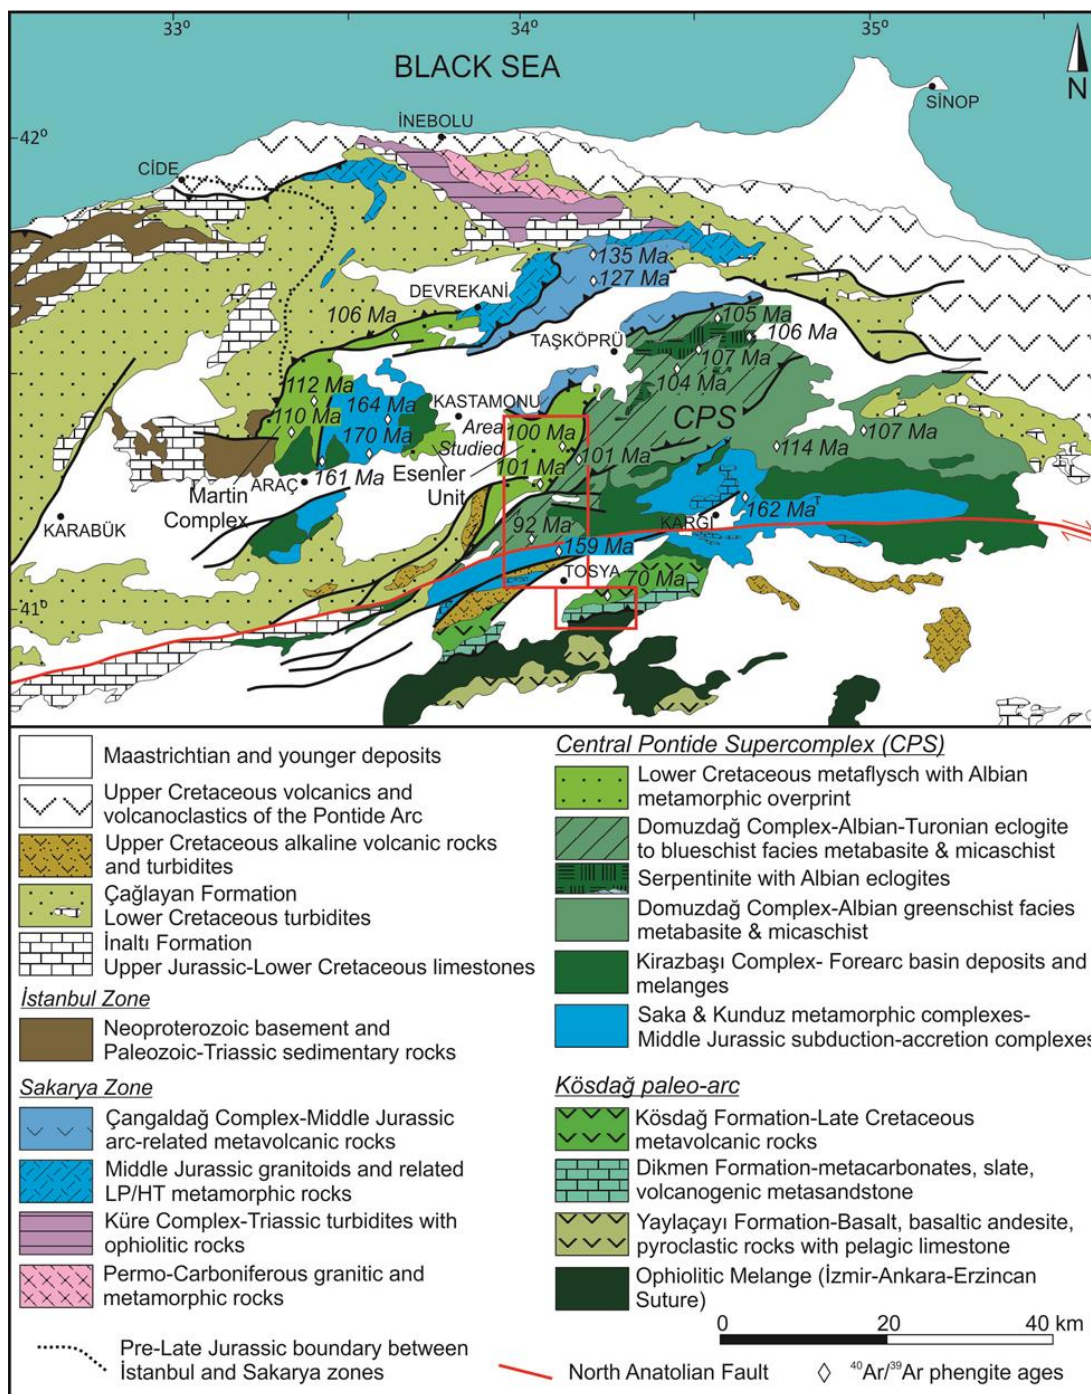 33⁰
34⁰
35⁰
BLACK SEA
N
SİNOP
İNEBOLU
42⁰
CİDE
135 Ma
127 Ma
DEVREKANİ
106 Ma
105 Ma
106 Ma
TAŞKÖPRÜ
107 Ma
104 Ma
112 Ma
164 Ma
KASTAMONU
CPS
110 Ma
Area
Studied
100 Ma
107 Ma
170 Ma
114 Ma
101 Ma
101 Ma
161 Ma
Esenler
Unit
Martin
Complex
ARAÇ
KARABÜK
162 Ma
T
KARGI
92 Ma
159 Ma
TOSYA
70 Ma
41⁰
Maastrichtian and younger deposits
Upper Cretaceous volcanics and
volcanoclastics of the Pontide Arc
Upper Cretaceous alkaline volcanic rocks
and turbidites
Çağlayan Formation
Lower Cretaceous turbidites
İnaltı Formation
Upper Jurassic-Lower Cretaceous limestones
İstanbul Zone
Neoproterozoic basement and
Paleozoic-Triassic sedimentary rocks
Sakarya Zone
Çangaldağ Complex-Middle Jurassic
arc-related metavolcanic rocks
Middle Jurassic granitoids and related
LP/HT metamorphic rocks
Küre Complex-Triassic turbidites with
ophiolitic rocks
Permo-Carboniferous granitic and
metamorphic rocks
Pre-Late Jurassic boundary between
İstanbul and Sakarya zones
Central Pontide Supercomplex (CPS)
Lower Cretaceous metaflysch with Albian
metamorphic overprint
Domuzdağ Complex-Albian-Turonian eclogite
to blueschist facies metabasite & micaschist
Serpentinite with Albian eclogites
Domuzdağ Complex-Albian greenschist facies
metabasite & micaschist
Kirazbaşı Complex- Forearc basin deposits and
melanges
Saka & Kunduz metamorphic complexes-
Middle Jurassic subduction-accretion complexes
Kösdağ paleo-arc
Kösdağ Formation-Late Cretaceous
metavolcanic rocks
Dikmen Formation-metacarbonates, slate,
volcanogenic metasandstone
Yaylaçayı Formation-Basalt, basaltic andesite,
pyroclastic rocks with pelagic limestone
Ophiolitic Melange (İzmir-Ankara-Erzincan
Suture)
0 20 40 km
North Anatolian Fault
⁴⁰Ar/³⁹Ar phengite ages